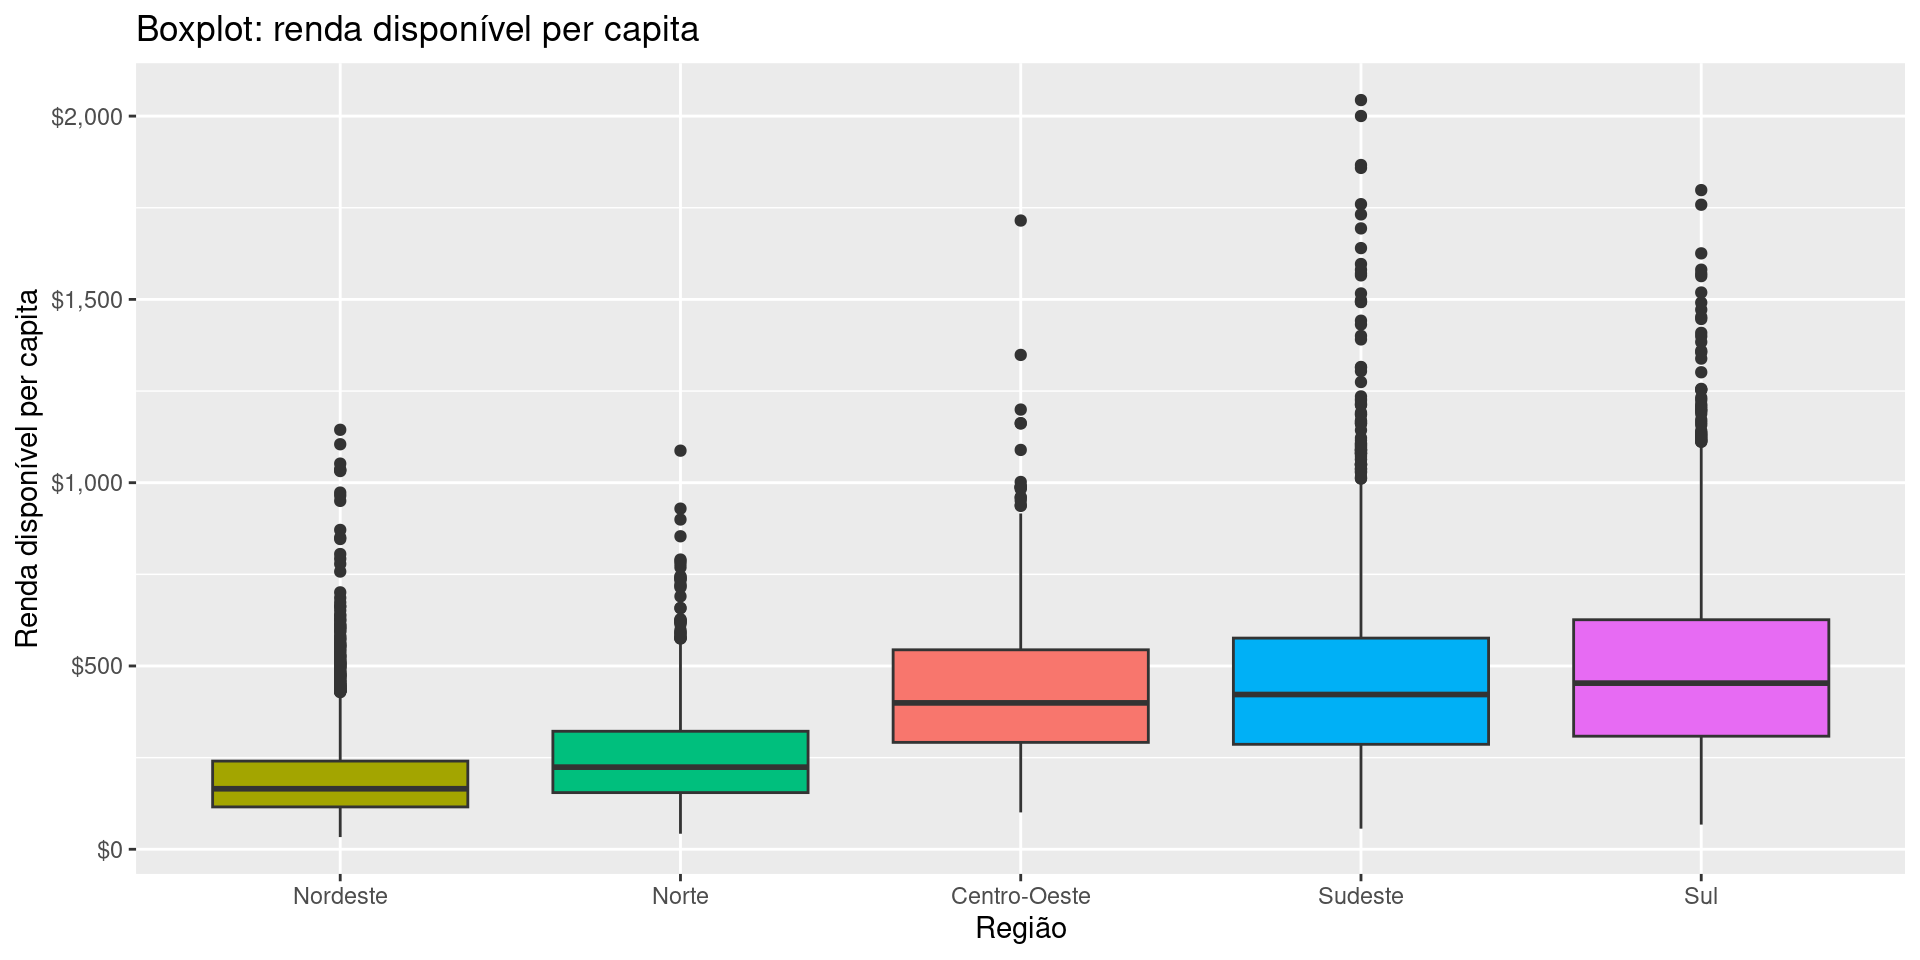 Boxplot: renda disponível per capita
Renda disponível per capita
$2,000
$1,500
$1,000
$500
$0
Nordeste Norte Centro-Oeste Sudeste Sul
Região